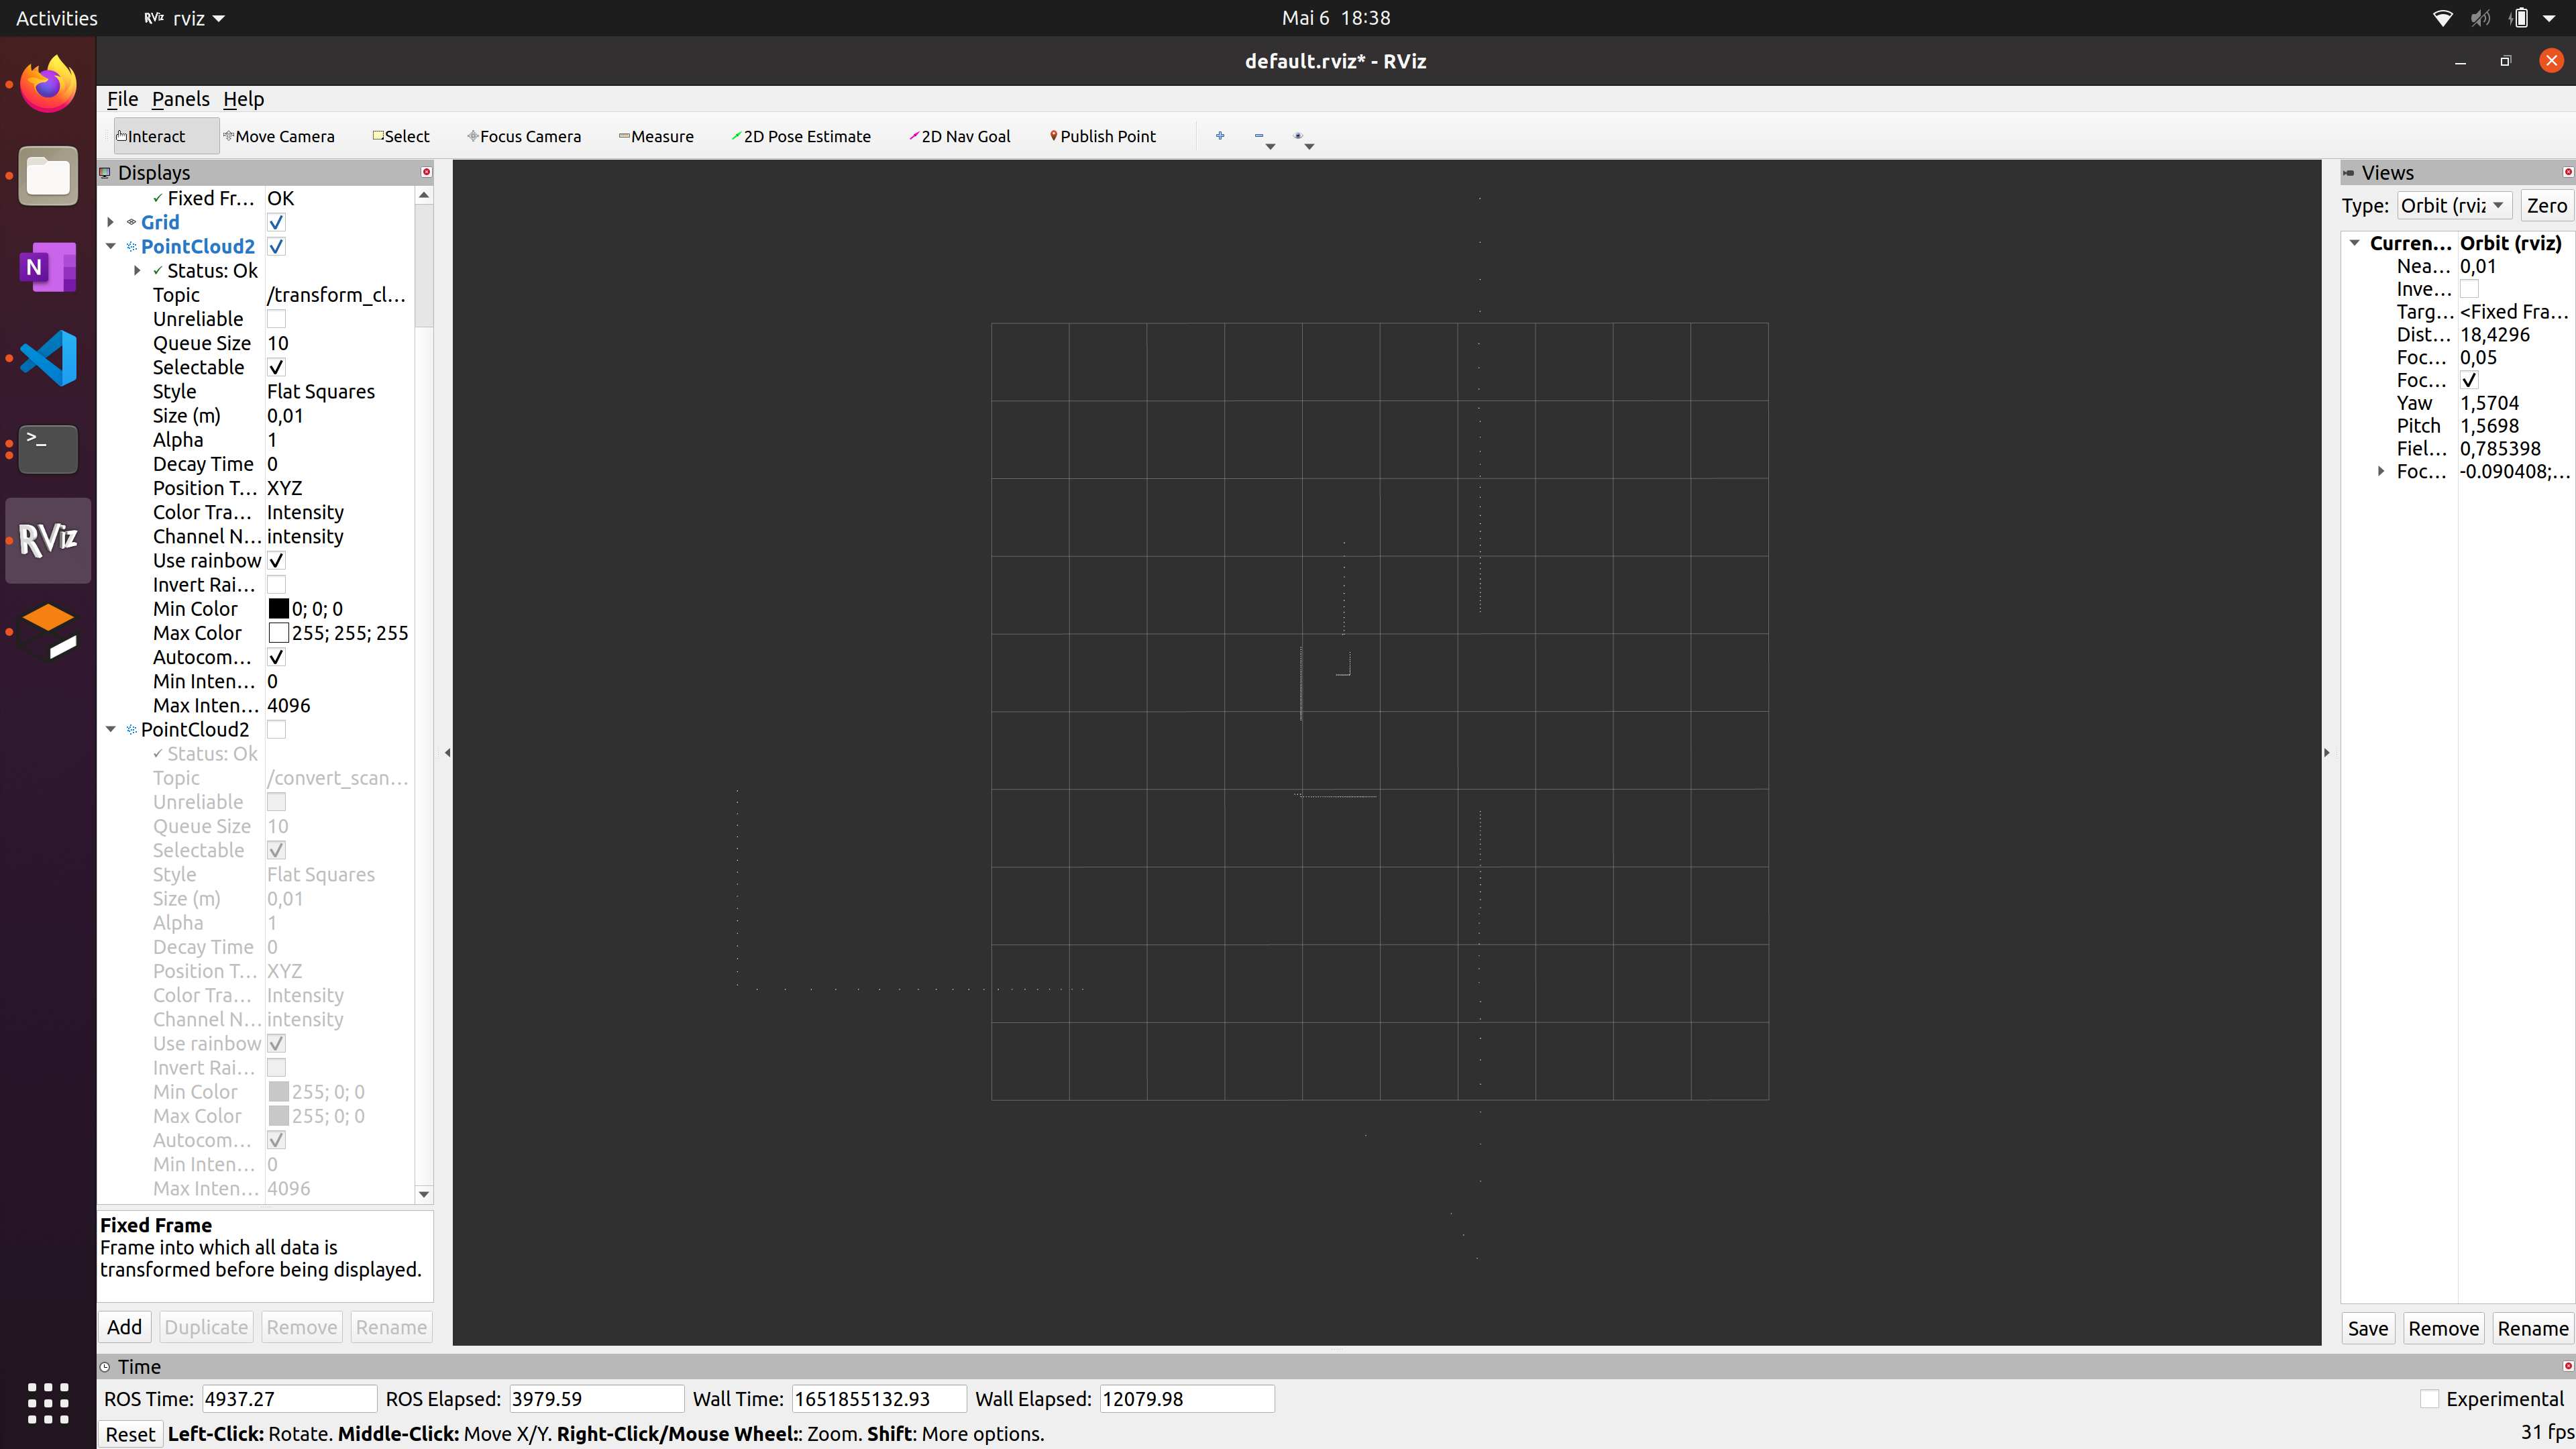 Activities
rviz
Mai 6 18:38
default.rviz* - RViz
File Panels Help
Interact Move Camera Select Focus Camera Measure 2D Pose Estimate 2D Nav Goal Publish Point
Displays
Fixed Fr... OK
Grid
PointCloud2
Status: Ok
Topic /transform_cl...
Unreliable
Queue Size 10
Selectable
Style Flat Squares
Size (m) 0,01
Alpha 1
Decay Time 0
Position T... XYZ
Color Tra... Intensity
Channel N... intensity
Use rainbow
Invert Rai...
Min Color 0; 0; 0
Max Color 255; 255; 255
Autocom...
Min Inten... 0
Max Inten... 4096
PointCloud2
Status: Ok
Topic /convert_scan...
Unreliable
Queue Size 10
Selectable
Style Flat Squares
Size (m) 0,01
Alpha 1
Decay Time 0
Position T... XYZ
Color Tra... Intensity
Channel N... intensity
Use rainbow
Invert Rai...
Min Color 255; 0; 0
Max Color 255; 0; 0
Autocom...
Min Inten... 0
Max Inten... 4096
Fixed Frame
Frame into which all data is
transformed before being displayed.
Add Duplicate Remove Rename
Views
Type: Orbit (rviz Zero
Curren... Orbit (rviz)
Nea... 0,01
Inve...
Targ... <Fixed Fra...
Dist... 18,4296
Foc... 0,05
Foc...
Yaw 1,5704
Pitch 1,5698
Fiel... 0,785398
Foc... -0.090408;...
Save Remove Rename
Time
ROS Time: 4937.27 ROS Elapsed: 3979.59 Wall Time: 1651855132.93 Wall Elapsed: 12079.98 Experimental
Reset Left-Click: Rotate. Middle-Click: Move X/Y. Right-Click/Mouse Wheel:: Zoom. Shift: More options. 31 fps
N
>_
RViz